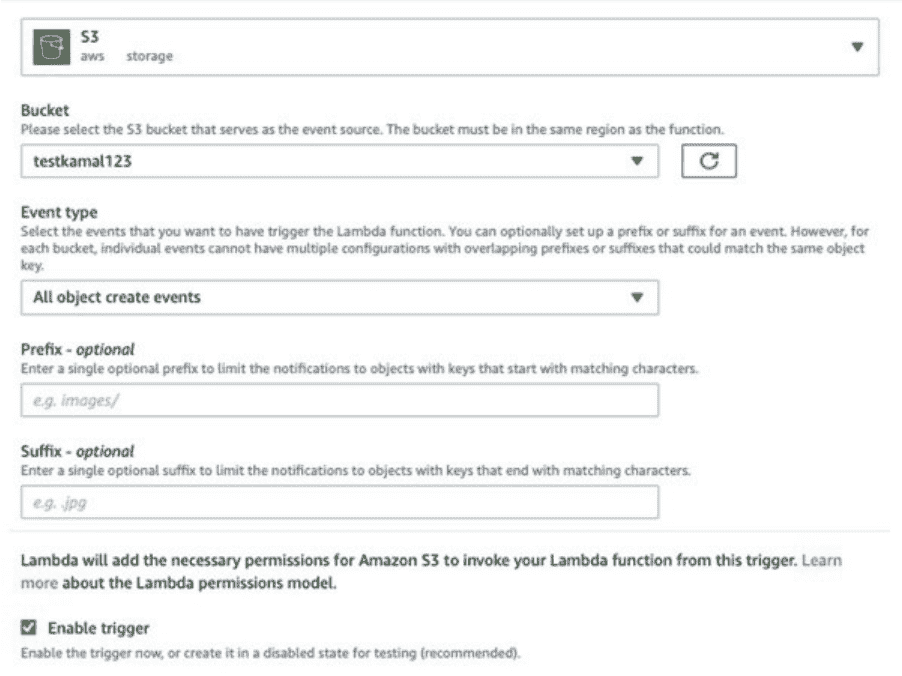 S3
aws storage
Bucket
Please select the S3 bucket that serves as the event source. The bucket must be in the same region as the function.
testkamal123
Event type
Select the events that you want to have trigger the Lambda function. You can optionally set up a prefix or suffix for an event. However, for
each bucket, individual events cannot have multiple configurations with overlapping prefixes or suffixes that could match the same object
key.
All object create events
Prefix - optional
Enter a single optional prefix to limit the notifications to objects with keys that start with matching characters.
e.g. images/
Suffix - optional
Enter a single optional suffix to limit the notifications to objects with keys that end with matching characters.
e.g. .jpg
Lambda will add the necessary permissions for Amazon S3 to invoke your Lambda function from this trigger. Learn
more about the Lambda permissions model.
Enable trigger
Enable the trigger now, or create it in a disabled state for testing (recommended).